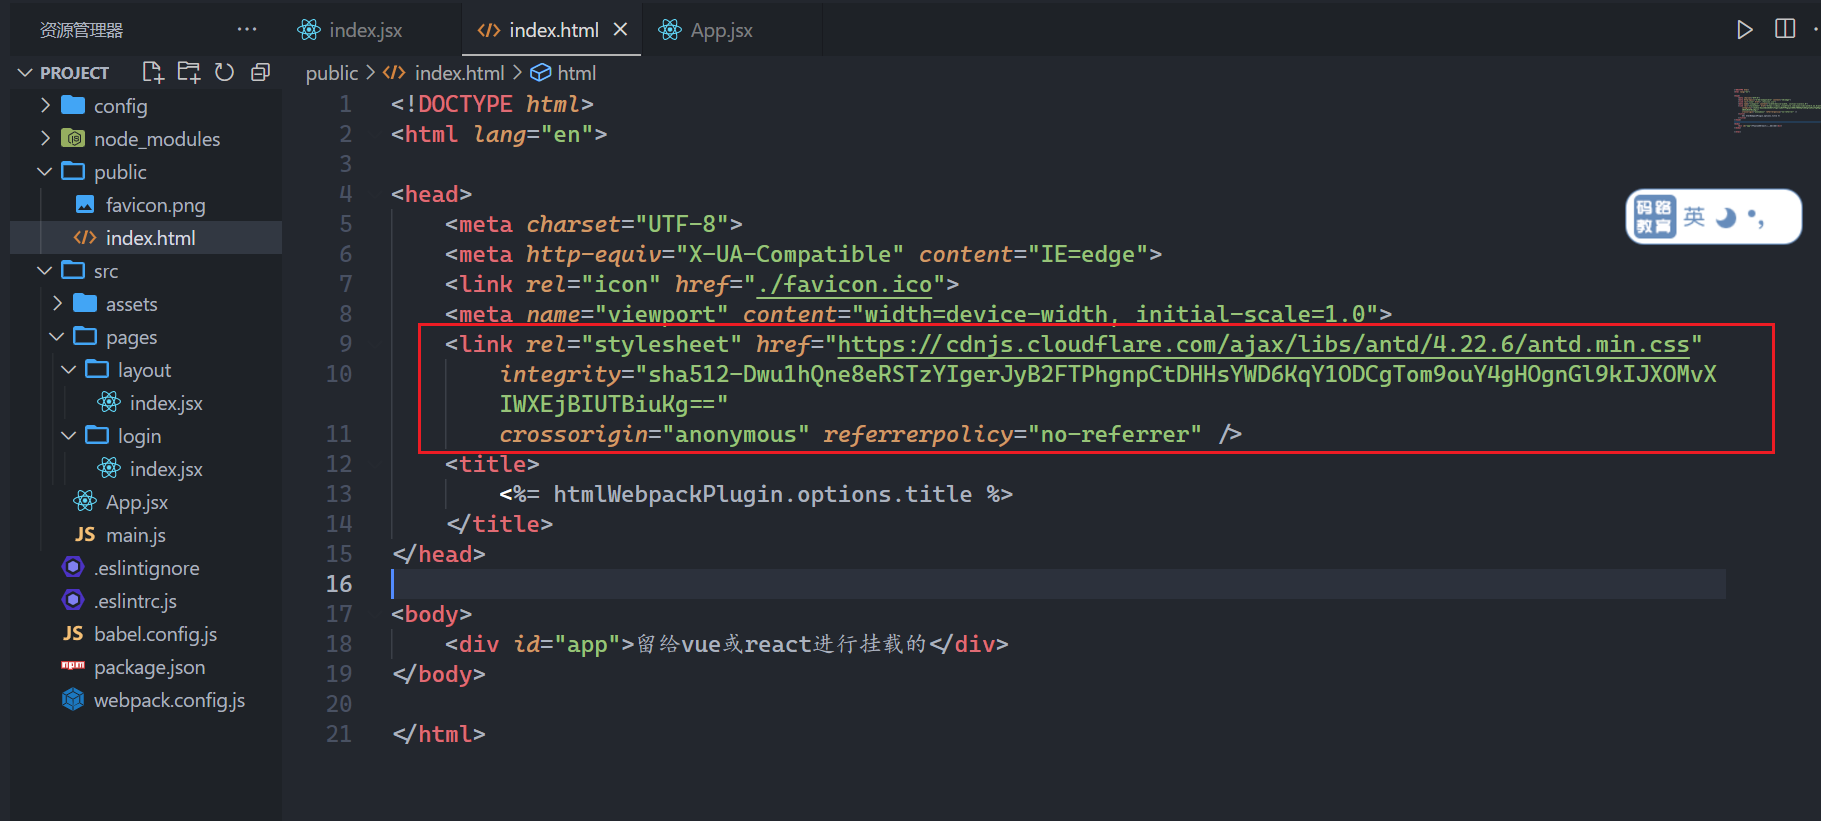 资源管理器
index.jsx
index.html
App.jsx
PROJECT
public > index.html > html
config
node_modules
public
favicon.png
index.html
src
assets
pages
layout
index.jsx
login
index.jsx
App.jsx
main.js
.eslintignore
.eslintrc.js
babel.config.js
package.json
webpack.config.js
1 <!DOCTYPE html>
2 <html lang="en">
3
4 <head>
5 <meta charset="UTF-8">
6 <meta http-equiv="X-UA-Compatible" content="IE=edge">
7 <link rel="icon" href="./favicon.ico">
8 <meta name="viewport" content="width=device-width, initial-scale=1.0">
9 <link rel="stylesheet" href="https://cdnjs.cloudflare.com/ajax/libs/antd/4.22.6/antd.min.css"
10 integrity="sha512-Dwu1hQne8eRSTzYIgerJyB2FTPhgnpCtDHHsYWD6KqY1ODCgTom9ouY4gHOgnGl9kIJXOMvX
IWXEjBIUTBiuKg=="
11 crossorigin="anonymous" referrerpolicy="no-referrer" />
12 <title>
13 <%= htmlWebpackPlugin.options.title %>
14 </title>
15 </head>
16
17 <body>
18 <div id="app">留给vue或react进行挂载的</div>
19 </body>
20
21 </html>
码路
教育
英